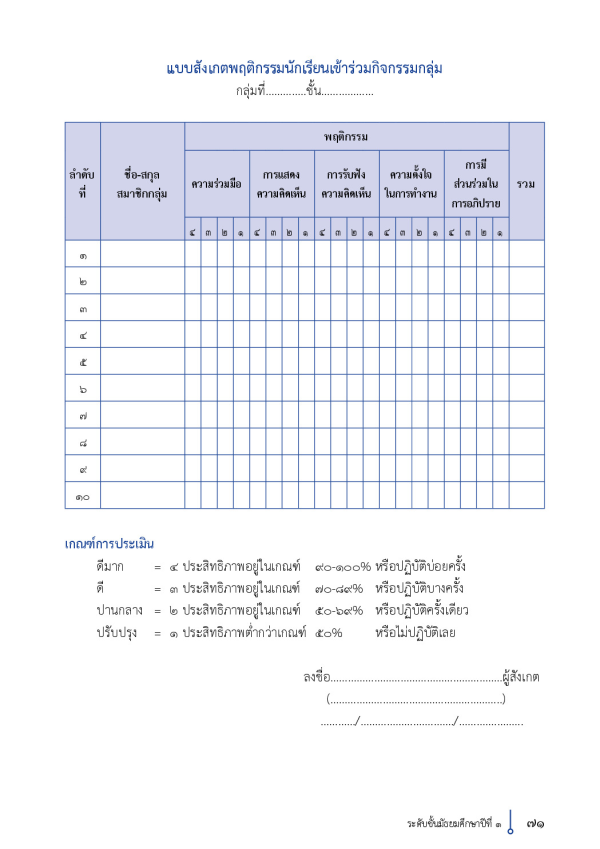 แบบสังเกตพฤติกรรมนักเรียนเข้าร่วมกิจกรรมกลุ่ม
กลุ่มที่..............ชั้น..................
ลำดับที่ ชื่อ-สกุล สมาชิกกลุ่ม พฤติกรรม รวม
ความร่วมมือ การแสดงความคิดเห็น การรับฟังความคิดเห็น ความตั้งใจในการทำงาน การมีส่วนร่วมในการอภิปราย
๔ ๓ ๒ ๑ ๔ ๓ ๒ ๑ ๔ ๓ ๒ ๑ ๔ ๓ ๒ ๑ ๔ ๓ ๒ ๑
๑
๒
๓
๔
๕
๖
๗
๘
๙
๑๐
เกณฑ์การประเมิน
ดีมาก = ๔ ประสิทธิภาพอยู่ในเกณฑ์ ๙๐-๑๐๐% หรือปฏิบัติบ่อยครั้ง
ดี = ๓ ประสิทธิภาพอยู่ในเกณฑ์ ๗๐-๘๙% หรือปฏิบัติบางครั้ง
ปานกลาง = ๒ ประสิทธิภาพอยู่ในเกณฑ์ ๕๐-๖๙% หรือปฏิบัติครั้งเดียว
ปรับปรุง = ๑ ประสิทธิภาพต่ำกว่าเกณฑ์ ๕๐% หรือไม่ปฏิบัติเลย
ลงชื่อ...........................................................ผู้สังเกต
(...........................................................)
............/................................/......................
ระดับชั้นมัธยมศึกษาปีที่ ๑ ๗๑